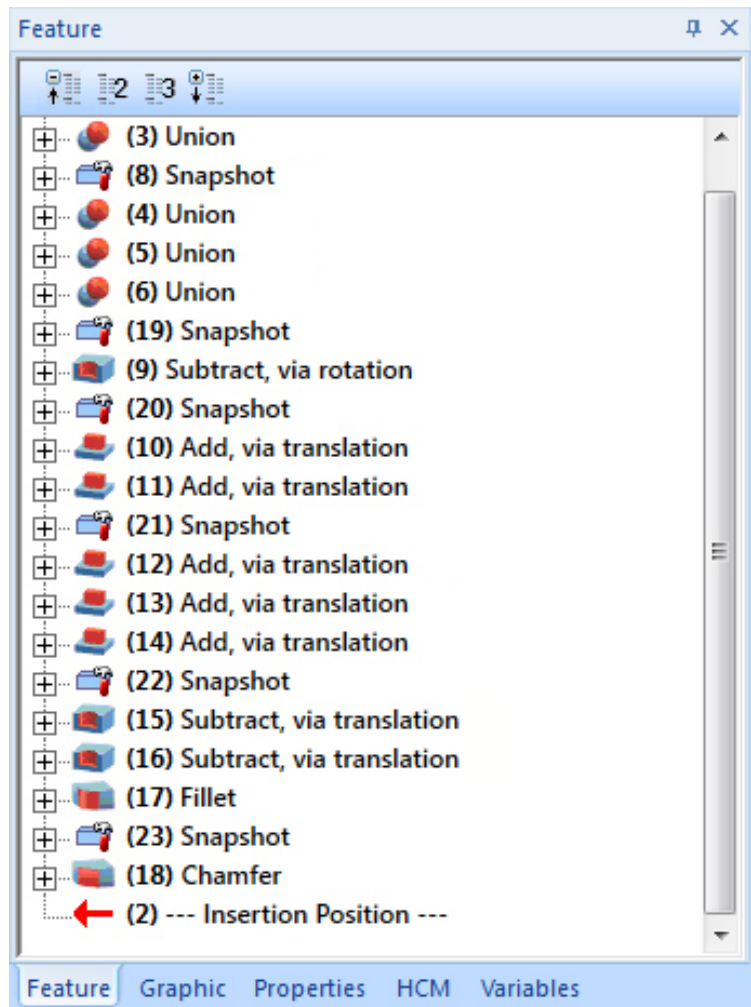 Feature
2 3
(3) Union
(8) Snapshot
(4) Union
(5) Union
(6) Union
(19) Snapshot
(9) Subtract, via rotation
(20) Snapshot
(10) Add, via translation
(11) Add, via translation
(21) Snapshot
(12) Add, via translation
(13) Add, via translation
(14) Add, via translation
(22) Snapshot
(15) Subtract, via translation
(16) Subtract, via translation
(17) Fillet
(23) Snapshot
(18) Chamfer
(2) --- Insertion Position ---
Feature Graphic Properties HCM Variables